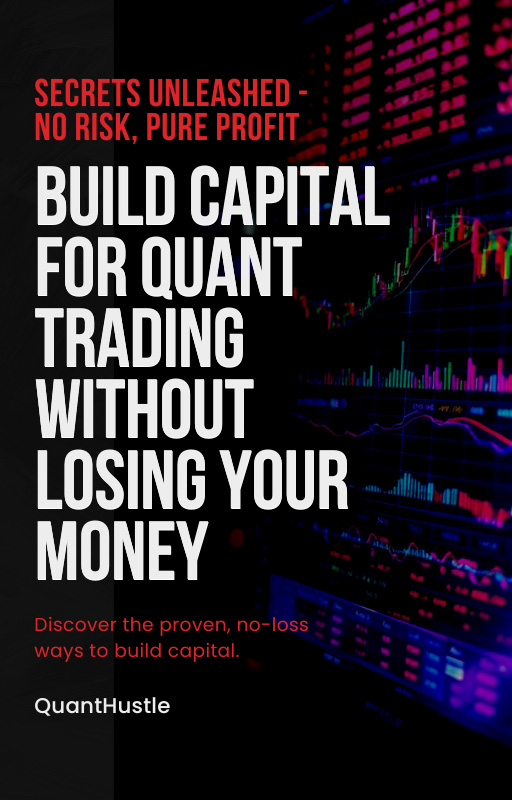 SECRETS UNLEASHED -
NO RISK, PURE PROFIT
BUILD CAPITAL
FOR QUANT
TRADING
WITHOUT
LOSING YOUR
MONEY
Discover the proven, no-loss
ways to build capital.
QuantHustle